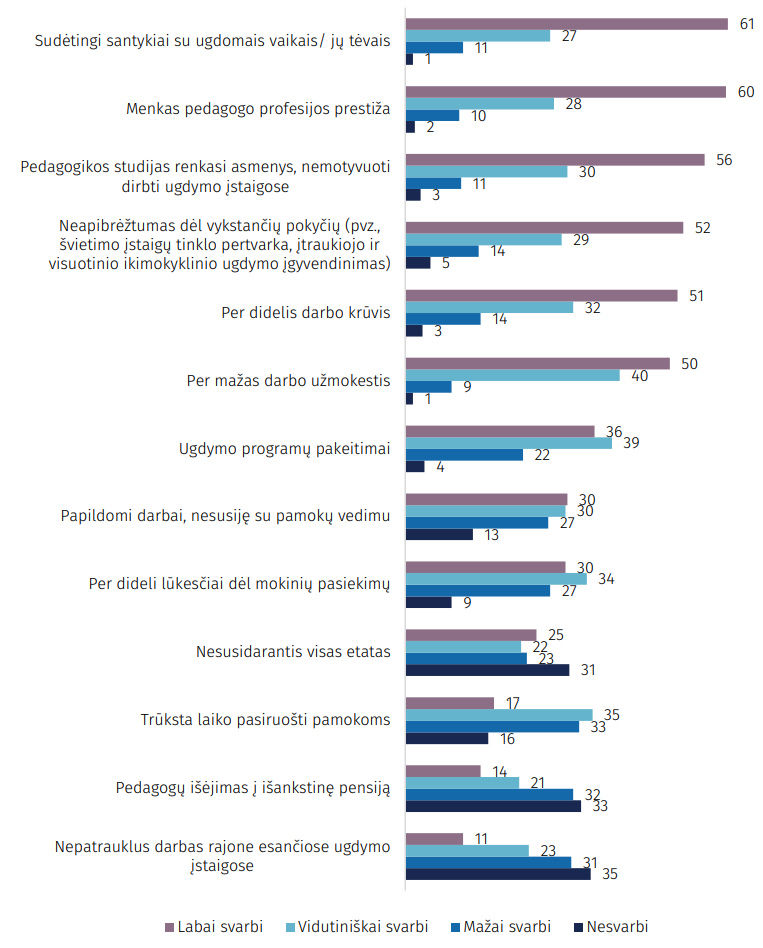 61
Sudėtingi santykiai su ugdomais vaikais/ jų tėvais
27
11
1
60
Menkas pedagogo profesijos prestiža
28
10
2
56
Pedagogikos studijas renkasi asmenys, nemotyvuoti
dirbti ugdymo įstaigose
30
11
3
Neapibrėžtumas dėl vykstančių pokyčių (pvz.,
švietimo įstaigų tinklo pertvarka, įtraukiojo ir
visuotinio ikimokyklinio ugdymo įgyvendinimas)
52
29
14
5
51
Per didelis darbo krūvis
32
14
3
50
Per mažas darbo užmokestis
40
9
1
36
Ugdymo programų pakeitimai
39
22
4
30
Papildomi darbai, nesusiję su pamokų vedimu
30
27
13
30
Per dideli lūkesčiai dėl mokinių pasiekimų
34
27
9
25
Nesusidarantis visas etatas
22
23
31
17
Trūksta laiko pasiruošti pamokoms
35
33
16
14
Pedagogų išėjimas į išankstinę pensiją
21
32
33
11
Nepatrauklus darbas rajone esančiose ugdymo
įstaigose
23
31
35
Labai svarbi Vidutiniškai svarbi Mažai svarbi Nesvarbi